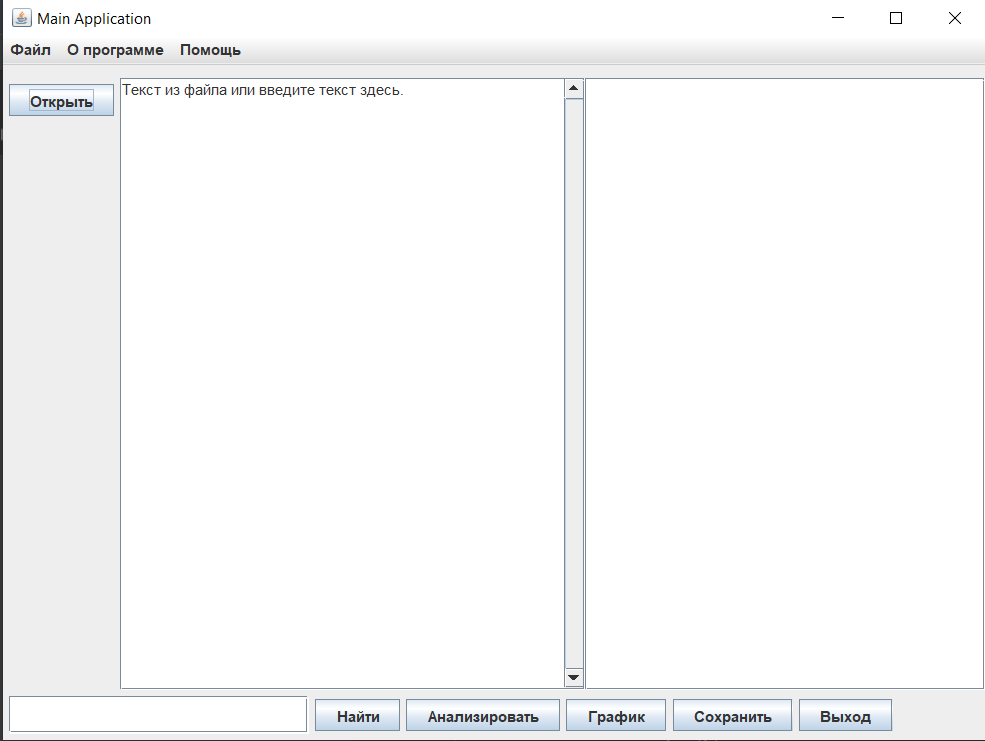 Main Application
Файл О программе Помощь
Открыть
Текст из файла или введите текст здесь.
Найти Анализировать График Сохранить Выход